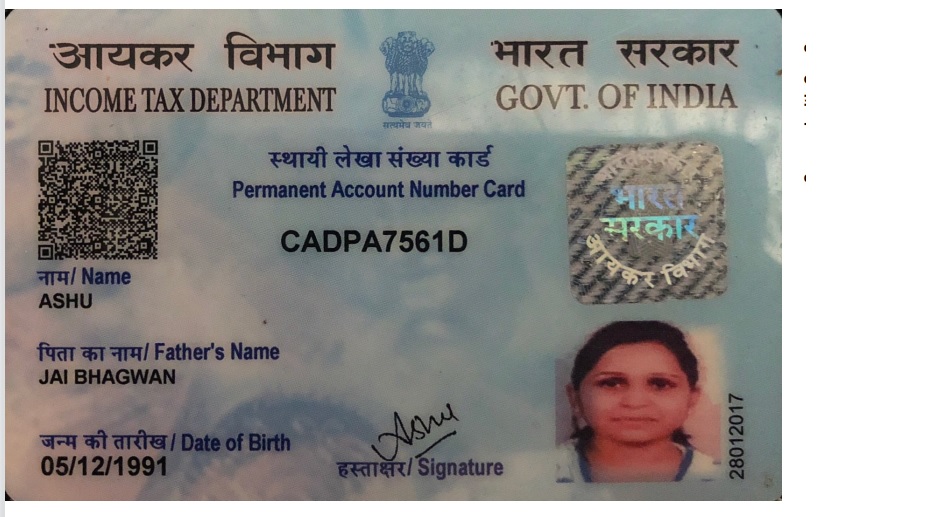 आयकर विभाग
भारत सरकार
INCOME TAX DEPARTMENT
GOVT. OF INDIA
सत्यमेव जयते
स्थायी लेखा संख्या कार्ड
Permanent Account Number Card
CADPA7561D
भारत
सरकार
आयकर विभाग
नाम/ Name
ASHU
पिता का नाम/ Father's Name
JAI BHAGWAN
जन्म की तारीख / Date of Birth
05/12/1991
Ashu
हस्ताक्षर/ Signature
28012017